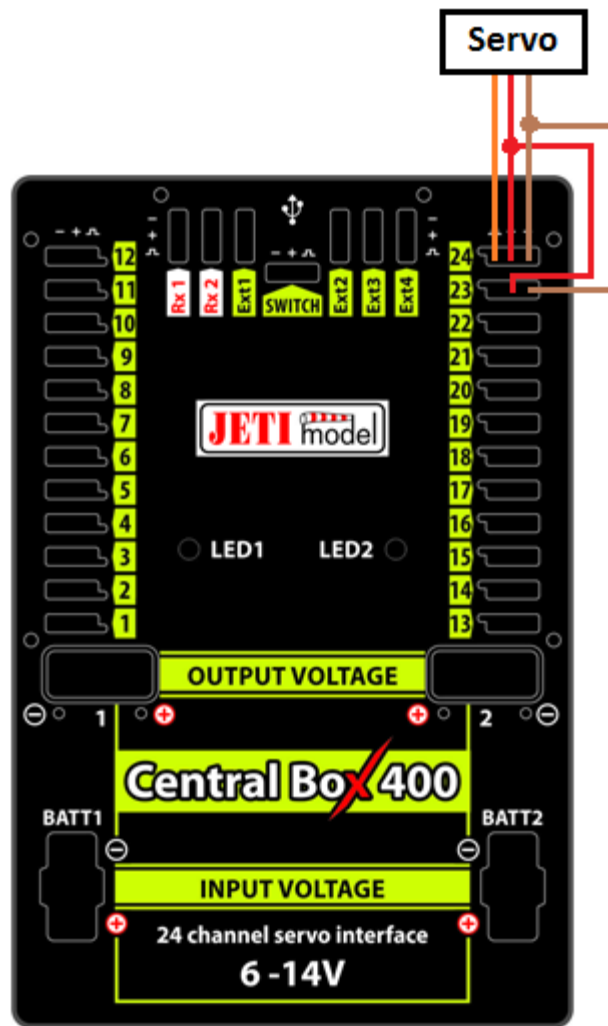 Servo
- + ⎍
- + ⎍
12
11
10
9
8
7
6
5
4
3
2
1
Rx 1
Rx 2
Ext1
- + ⎍
SWITCH
Ext2
Ext3
Ext4
- + ⎍
24
23
22
21
20
19
18
17
16
15
14
13
JETI model
LED1 LED2
OUTPUT VOLTAGE
- 1 + + 2 -
Central Box 400
BATT1 BATT2
- -
INPUT VOLTAGE
+ +
24 channel servo interface
6 -14V